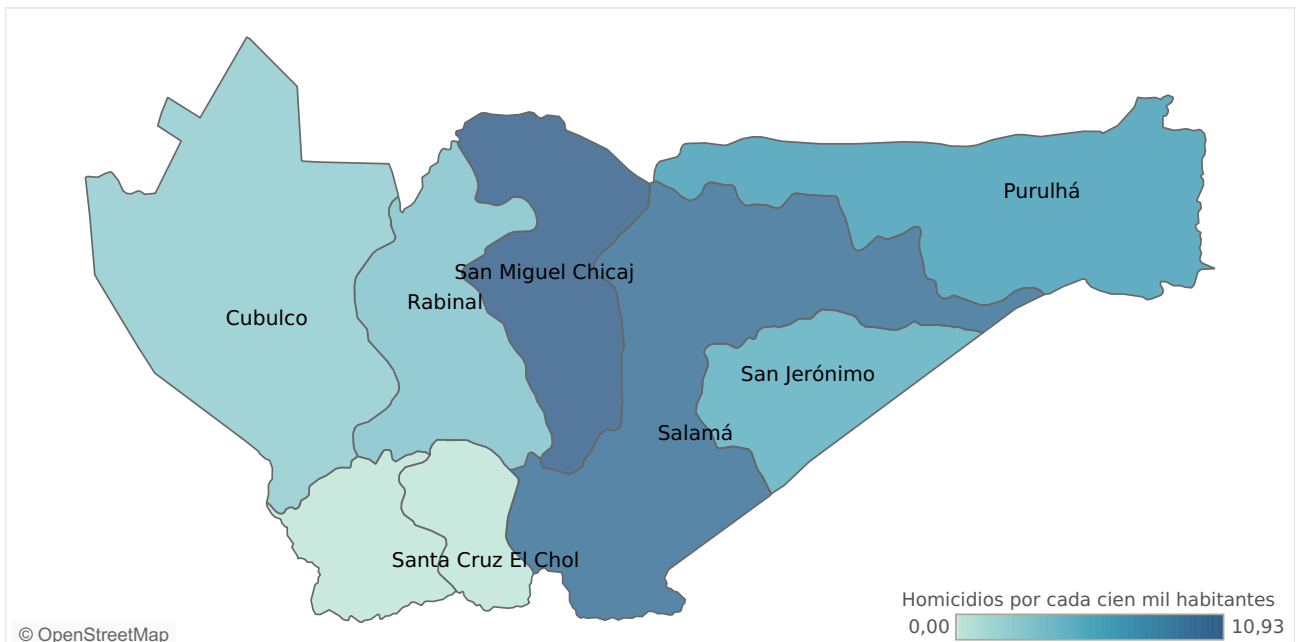 Purulhá
San Miguel Chicaj
Rabinal
Cubulco
San Jerónimo
Salamá
Santa Cruz El Chol
Homicidios por cada cien mil habitantes
0,00 10,93
© OpenStreetMap